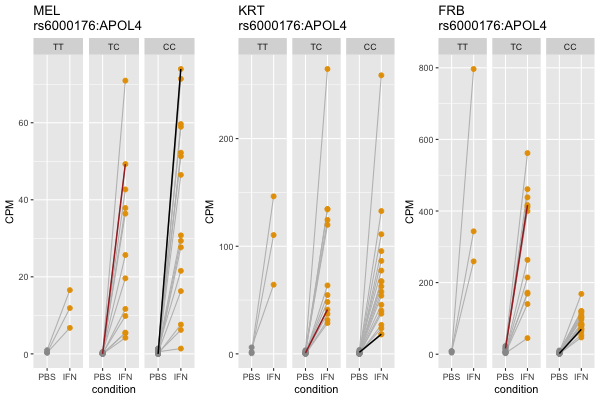 MEL
rs6000176:APOL4
TT TC CC
CPM
60
40
20
0
PBS IFN PBS IFN PBS IFN
condition
KRT
rs6000176:APOL4
TT TC CC
CPM
200
100
0
PBS IFN PBS IFN PBS IFN
condition
FRB
rs6000176:APOL4
TT TC CC
CPM
800
600
400
200
0
PBS IFN PBS IFN PBS IFN
condition